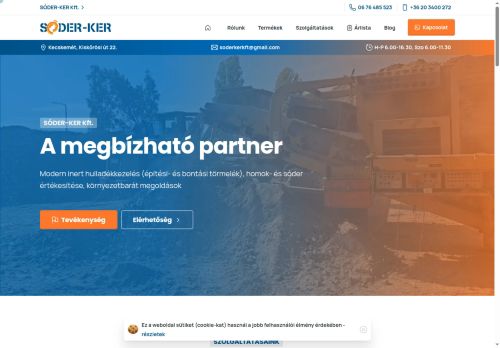 SÓDER-KER Kft.
06 76 485 523
+36 20 3400 272
SÓDER-KER
Rólunk
Termékek
Szolgáltatások
Árlista
Blog
Kapcsolat
Kecskemét, Kiskőrösi út 22.
soderkerkft@gmail.com
H-P 6.00-16.30, Szo 6.00-11.30
SÓDER-KER Kft.
A megbízható partner
Modern inert hulladékkezelés (építési- és bontási törmelék), homok- és sóder
értékesítése, környezetbarát megoldások
Tevékenység
Elérhetőség
Ez a weboldal sütiket (cookie-kat) használ a jobb felhasználói élmény érdekében -
részletek
SZOLGÁLTATÁSAINK